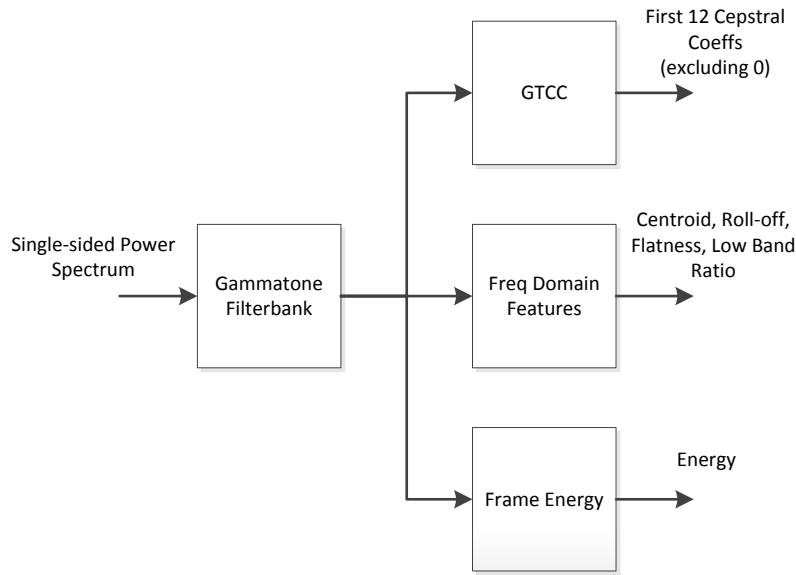 First 12 Cepstral
Coeffs
(excluding 0)
GTCC
Single-sided Power
Spectrum
Gammatone
Filterbank
Freq Domain
Features
Centroid, Roll-off,
Flatness, Low Band
Ratio
Frame Energy
Energy